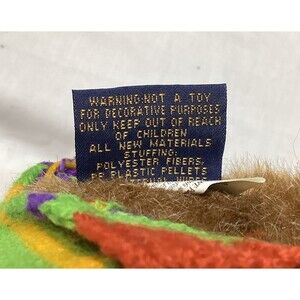 WARNING:NOT A TOY
FOR DECORATIVE PURPOSES
ONLY KEEP OUT OF REACH
OF CHILDREN
ALL NEW MATERIALS
STUFFING:
POLYESTER FIBERS,
PLASTIC PELLETS